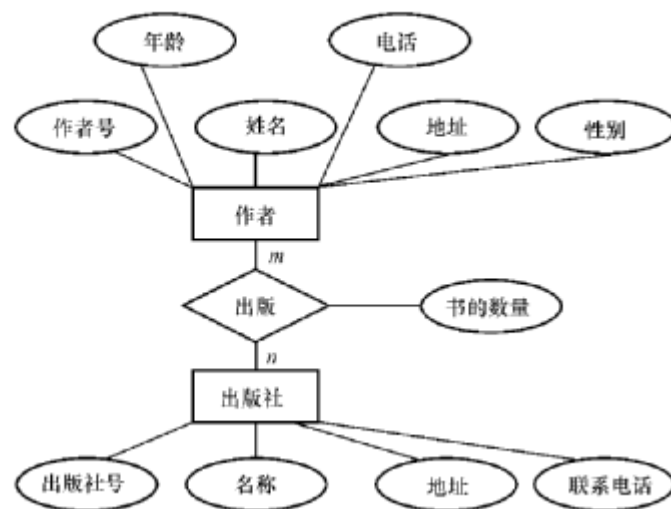 年龄
电话
作者号
姓名
地址
性别
作者
m
出版
书的数量
n
出版社
出版社号
名称
地址
联系电话